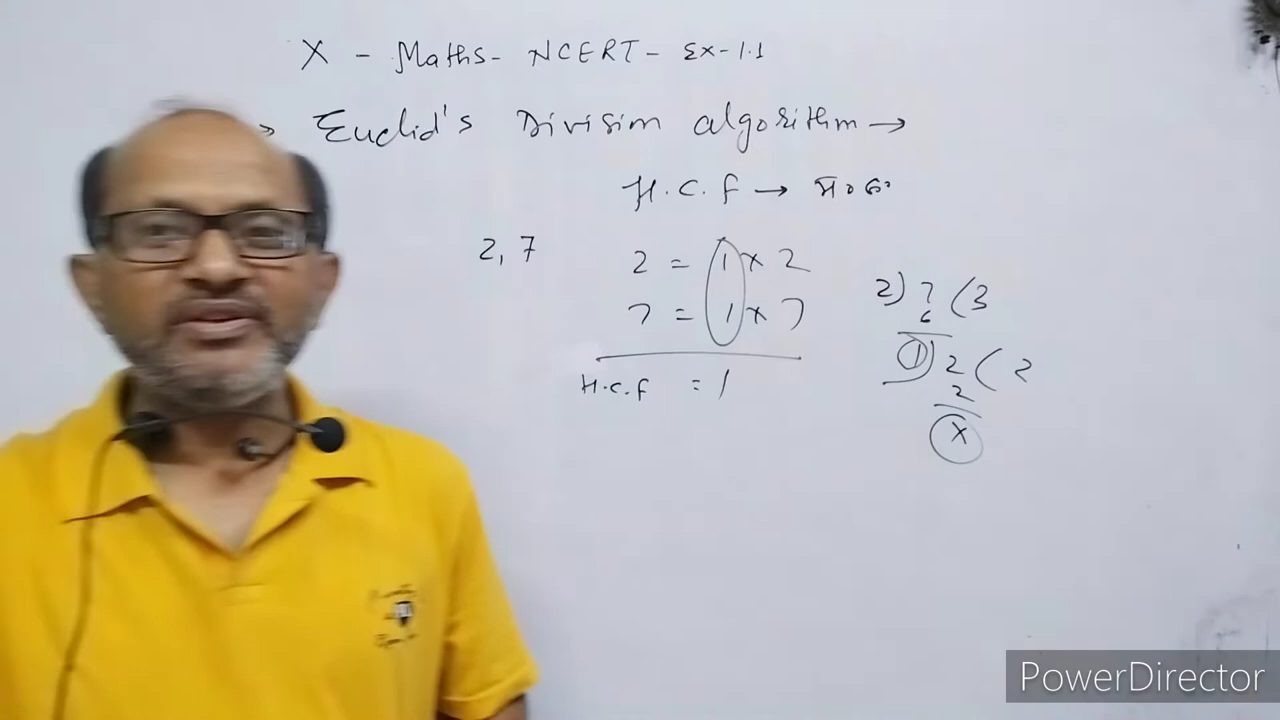 X - Maths - NCERT - Ex-1.1
→ Euclid's Division algorithm →
H.C.F →
2, 7
2 = 1 × 2
7 = 1 × 7
H.C.F = 1
2) 7 (3
6
1) 2 ( 2
2
×
PowerDirector